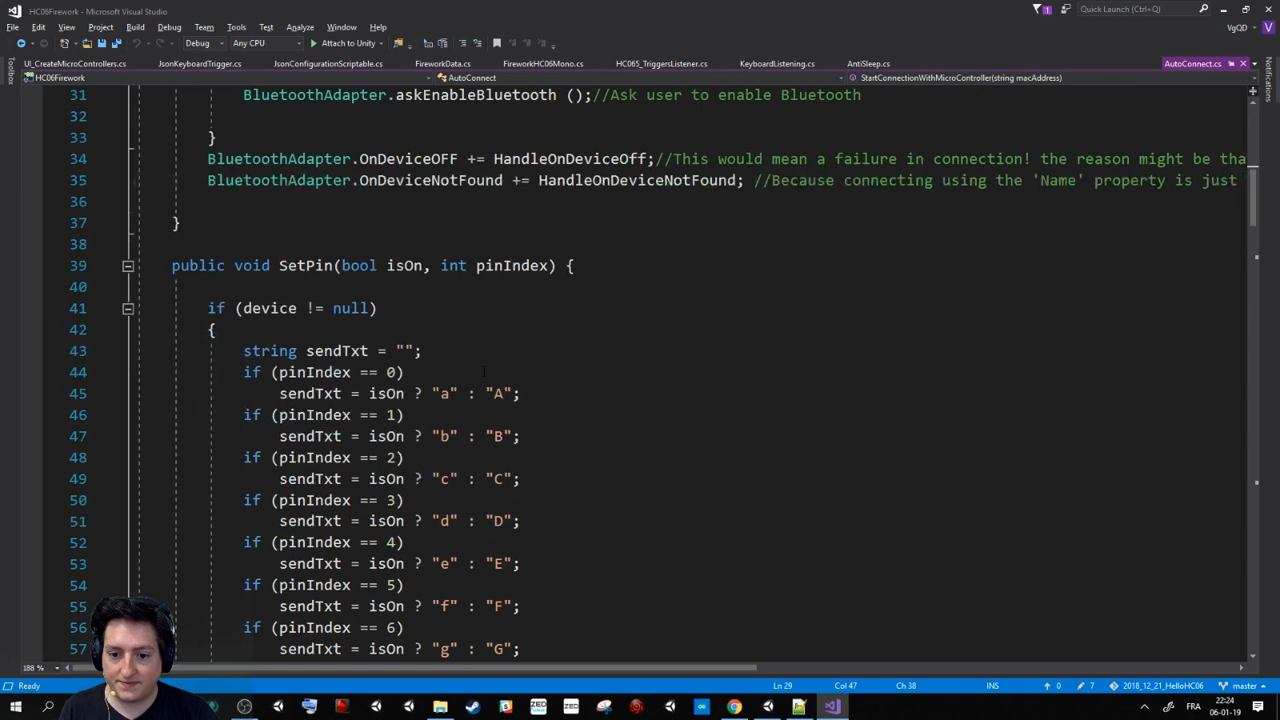 HC06Firework - Microsoft Visual Studio
1
Quick Launch (Ctrl+Q)
File Edit View Project Build Debug Team Tools Test Analyze Window Help
VgQD
V
Debug Any CPU Attach to Unity
UI_CreateMicroControllers.cs JsonKeyboardTrigger.cs JsonConfigurationScriptable.cs FireworkData.cs FireworkHC06Mono.cs HC065_TriggersListener.cs KeyboardListening.cs AntiSleep.cs AutoConnect.cs
HC06Firework AutoConnect StartConnectionWithMicroController(string macAddress)
Toolbox
Notifications
31 BluetoothAdapter.askEnableBluetooth ();//Ask user to enable Bluetooth
32
33 }
34 BluetoothAdapter.OnDeviceOFF += HandleOnDeviceOff;//This would mean a failure in connection! the reason might be tha
35 BluetoothAdapter.OnDeviceNotFound += HandleOnDeviceNotFound; //Because connecting using the 'Name' property is just
36
37 }
38
39 public void SetPin(bool isOn, int pinIndex) {
40
41 if (device != null)
42 {
43 string sendTxt = "";
44 if (pinIndex == 0)
45 sendTxt = isOn ? "a" : "A";
46 if (pinIndex == 1)
47 sendTxt = isOn ? "b" : "B";
48 if (pinIndex == 2)
49 sendTxt = isOn ? "c" : "C";
50 if (pinIndex == 3)
51 sendTxt = isOn ? "d" : "D";
52 if (pinIndex == 4)
53 sendTxt = isOn ? "e" : "E";
54 if (pinIndex == 5)
55 sendTxt = isOn ? "f" : "F";
56 if (pinIndex == 6)
57 sendTxt = isOn ? "g" : "G";
188 %
Ready Ln 29 Col 47 Ch 38 INS 0 7 2018_12_21_HelloHC06 master
ZED
ZED
FRA
22:24
06-01-19